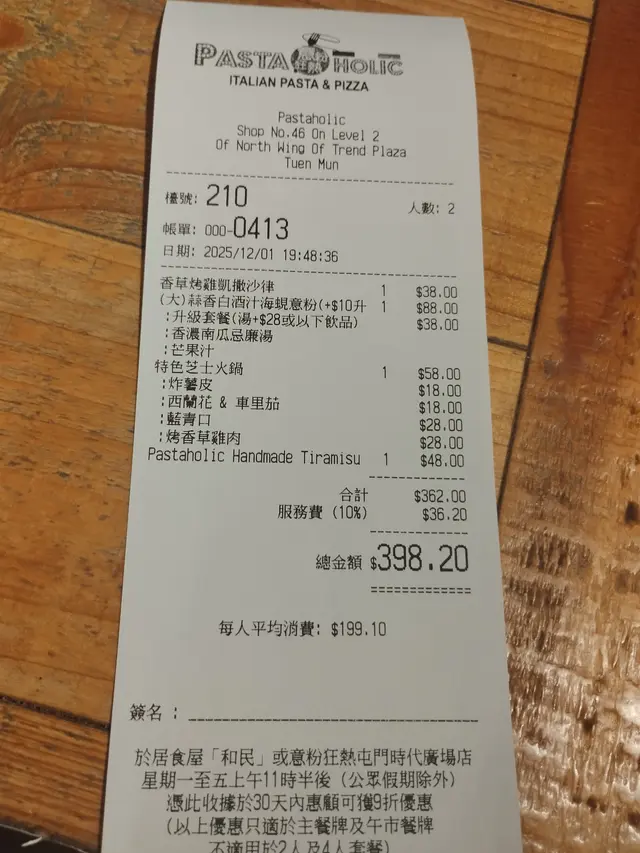 PASTAHOLIC
ITALIAN PASTA & PIZZA
Pastaholic
Shop No.46 On Level 2
Of North Wing Of Trend Plaza
Tuen Mun
檯號: 210 人數: 2
帳單: 000-0413
日期: 2025/12/01 19:48:36
香草烤雞凱撒沙律 1 $38.00
(大)蒜香白酒汁海蜆意粉(+$10升 1 $88.00
:升級套餐(湯+$28或以下飲品) $38.00
:香濃南瓜忌廉湯
:芒果汁
特色芝士火鍋 1 $58.00
:炸薯皮 $18.00
:西蘭花 & 車里茄 $18.00
:藍青口 $28.00
:烤香草雞肉 $28.00
Pastaholic Handmade Tiramisu 1 $48.00
合計 $362.00
服務費 (10%) $36.20
總金額 $398.20
每人平均消費: $199.10
簽名 :
於居食屋「和民」或意粉狂熱屯門時代廣場店
星期一至五上午11時半後 (公眾假期除外)
憑此收據於30天內惠顧可獲9折優惠
(以上優惠只適於主餐牌及午市餐牌
不適用於2人及4人套餐)